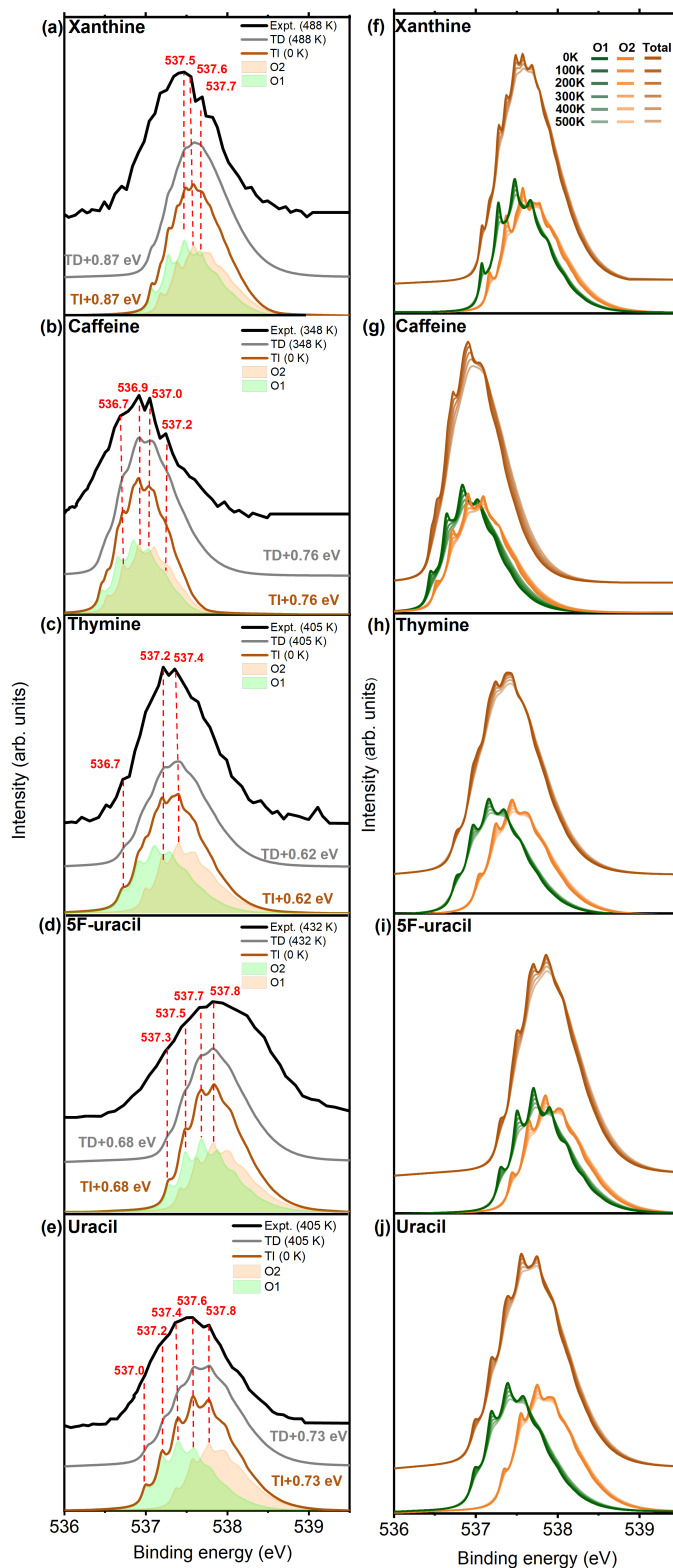 (a) Xanthine
Expt. (488 K)
TD (488 K)
TI (0 K)
O2
O1
537.5
537.6
537.7
TD+0.87 eV
TI+0.87 eV
(b) Caffeine
Expt. (348 K)
TD (348 K)
TI (0 K)
O2
O1
536.7
536.9
537.0
537.2
TD+0.76 eV
TI+0.76 eV
(c) Thymine
Expt. (405 K)
TD (405 K)
TI (0 K)
O2
O1
536.7
537.2
537.4
TD+0.62 eV
TI+0.62 eV
(d) 5F-uracil
Expt. (432 K)
TD (432 K)
TI (0 K)
O2
O1
537.3
537.5
537.7
537.8
TD+0.68 eV
TI+0.68 eV
(e) Uracil
Expt. (405 K)
TD (405 K)
TI (0 K)
O2
O1
537.0
537.2
537.4
537.6
537.8
TD+0.73 eV
TI+0.73 eV
536 537 538 539
Binding energy (eV)
Intensity (arb. units)
(f) Xanthine
O1 O2 Total
0K
100K
200K
300K
400K
500K
(g) Caffeine
(h) Thymine
(i) 5F-uracil
(j) Uracil
536 537 538 539
Binding energy (eV)
Intensity (arb. units)